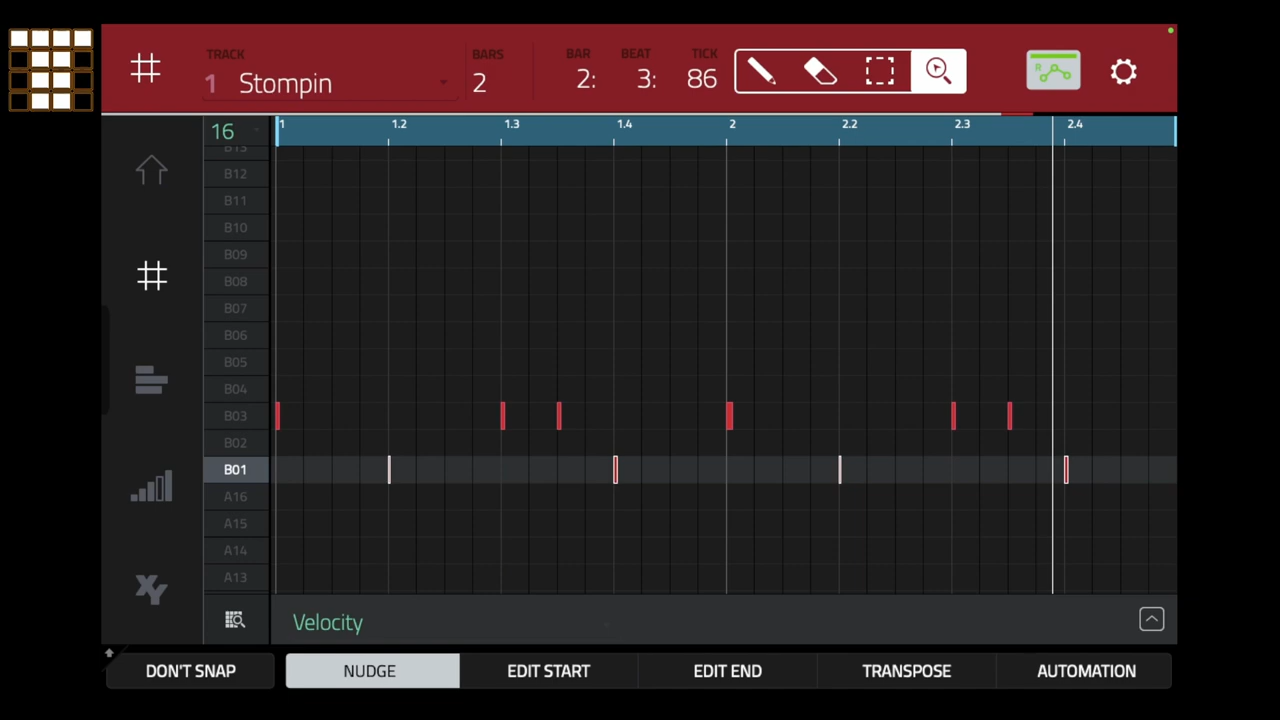 TRACK BARS BAR BEAT TICK
1 Stompin 2 2: 3: 86
R
16 1 1.2 1.3 1.4 2 2.2 2.3 2.4
B13
B12
B11
B10
B09
B08
B07
B06
B05
B04
B03
B02
B01
A16
A15
A14
A13
XY
Velocity
DON'T SNAP NUDGE EDIT START EDIT END TRANSPOSE AUTOMATION